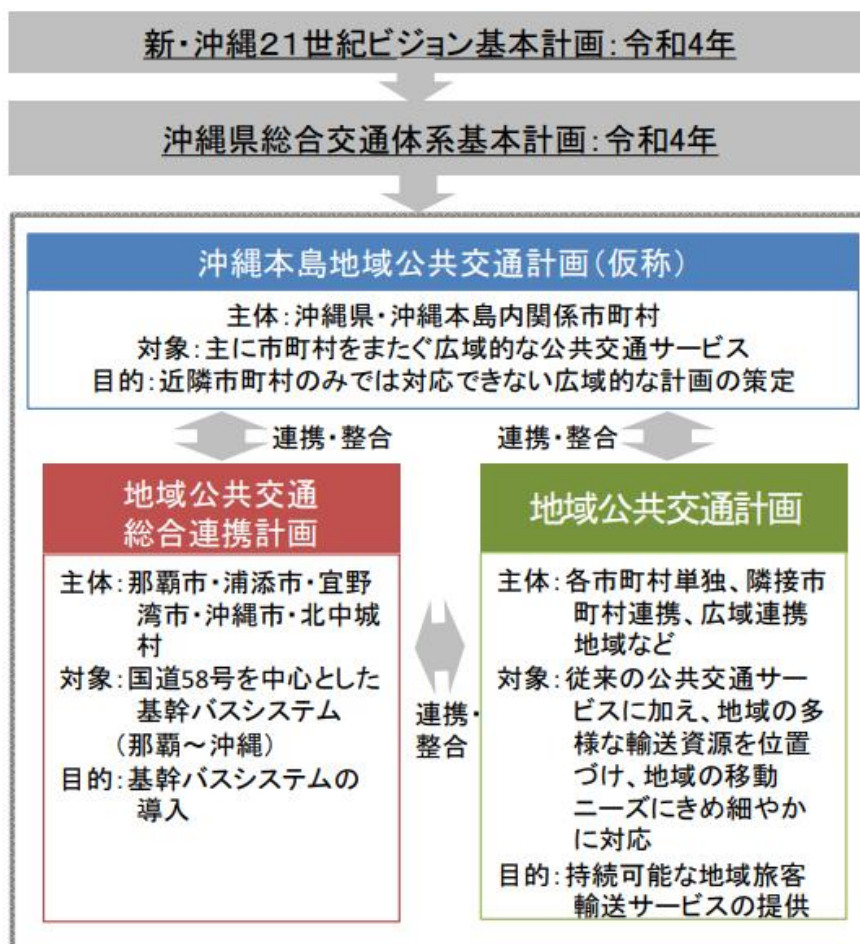 新・沖縄21世紀ビジョン基本計画:令和4年
沖縄県総合交通体系基本計画:令和4年
沖縄本島地域公共交通計画(仮称)
主体:沖縄県・沖縄本島内関係市町村
対象:主に市町村をまたぐ広域的な公共交通サービス
目的:近隣市町村のみでは対応できない広域的な計画の策定
連携・整合
連携・整合
地域公共交通
総合連携計画
主体:那覇市・浦添市・宜野
湾市・沖縄市・北中城
村
対象:国道58号を中心とした
基幹バスシステム
(那覇~沖縄)
目的:基幹バスシステムの
導入
連携・
整合
地域公共交通計画
主体:各市町村単独、隣接市
町村連携、広域連携
地域など
対象:従来の公共交通サー
ビスに加え、地域の多
様な輸送資源を位置
づけ、地域の移動
ニーズにきめ細やか
に対応
目的:持続可能な地域旅客
輸送サービスの提供